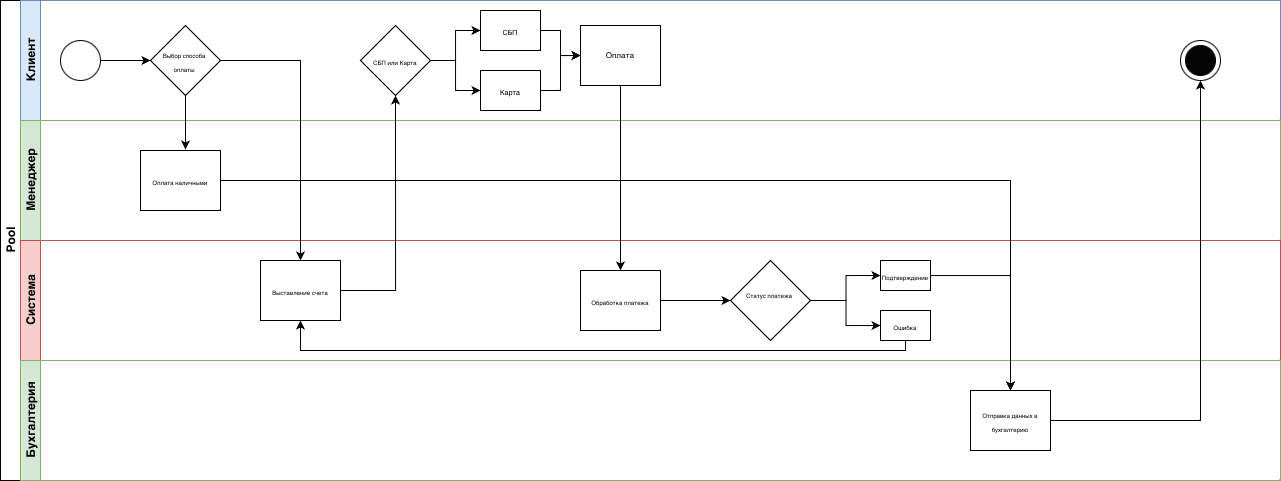 Pool
Клиент
Выбор способа
оплаты
СБП или Карта
СБП
Карта
Оплата
Менеджер
Оплата наличными
Система
Выставление счета
Обработка платежа
Статус платежа
Подтверждение
Ошибка
Бухгалтерия
Отправка данных в
бухгалтерию